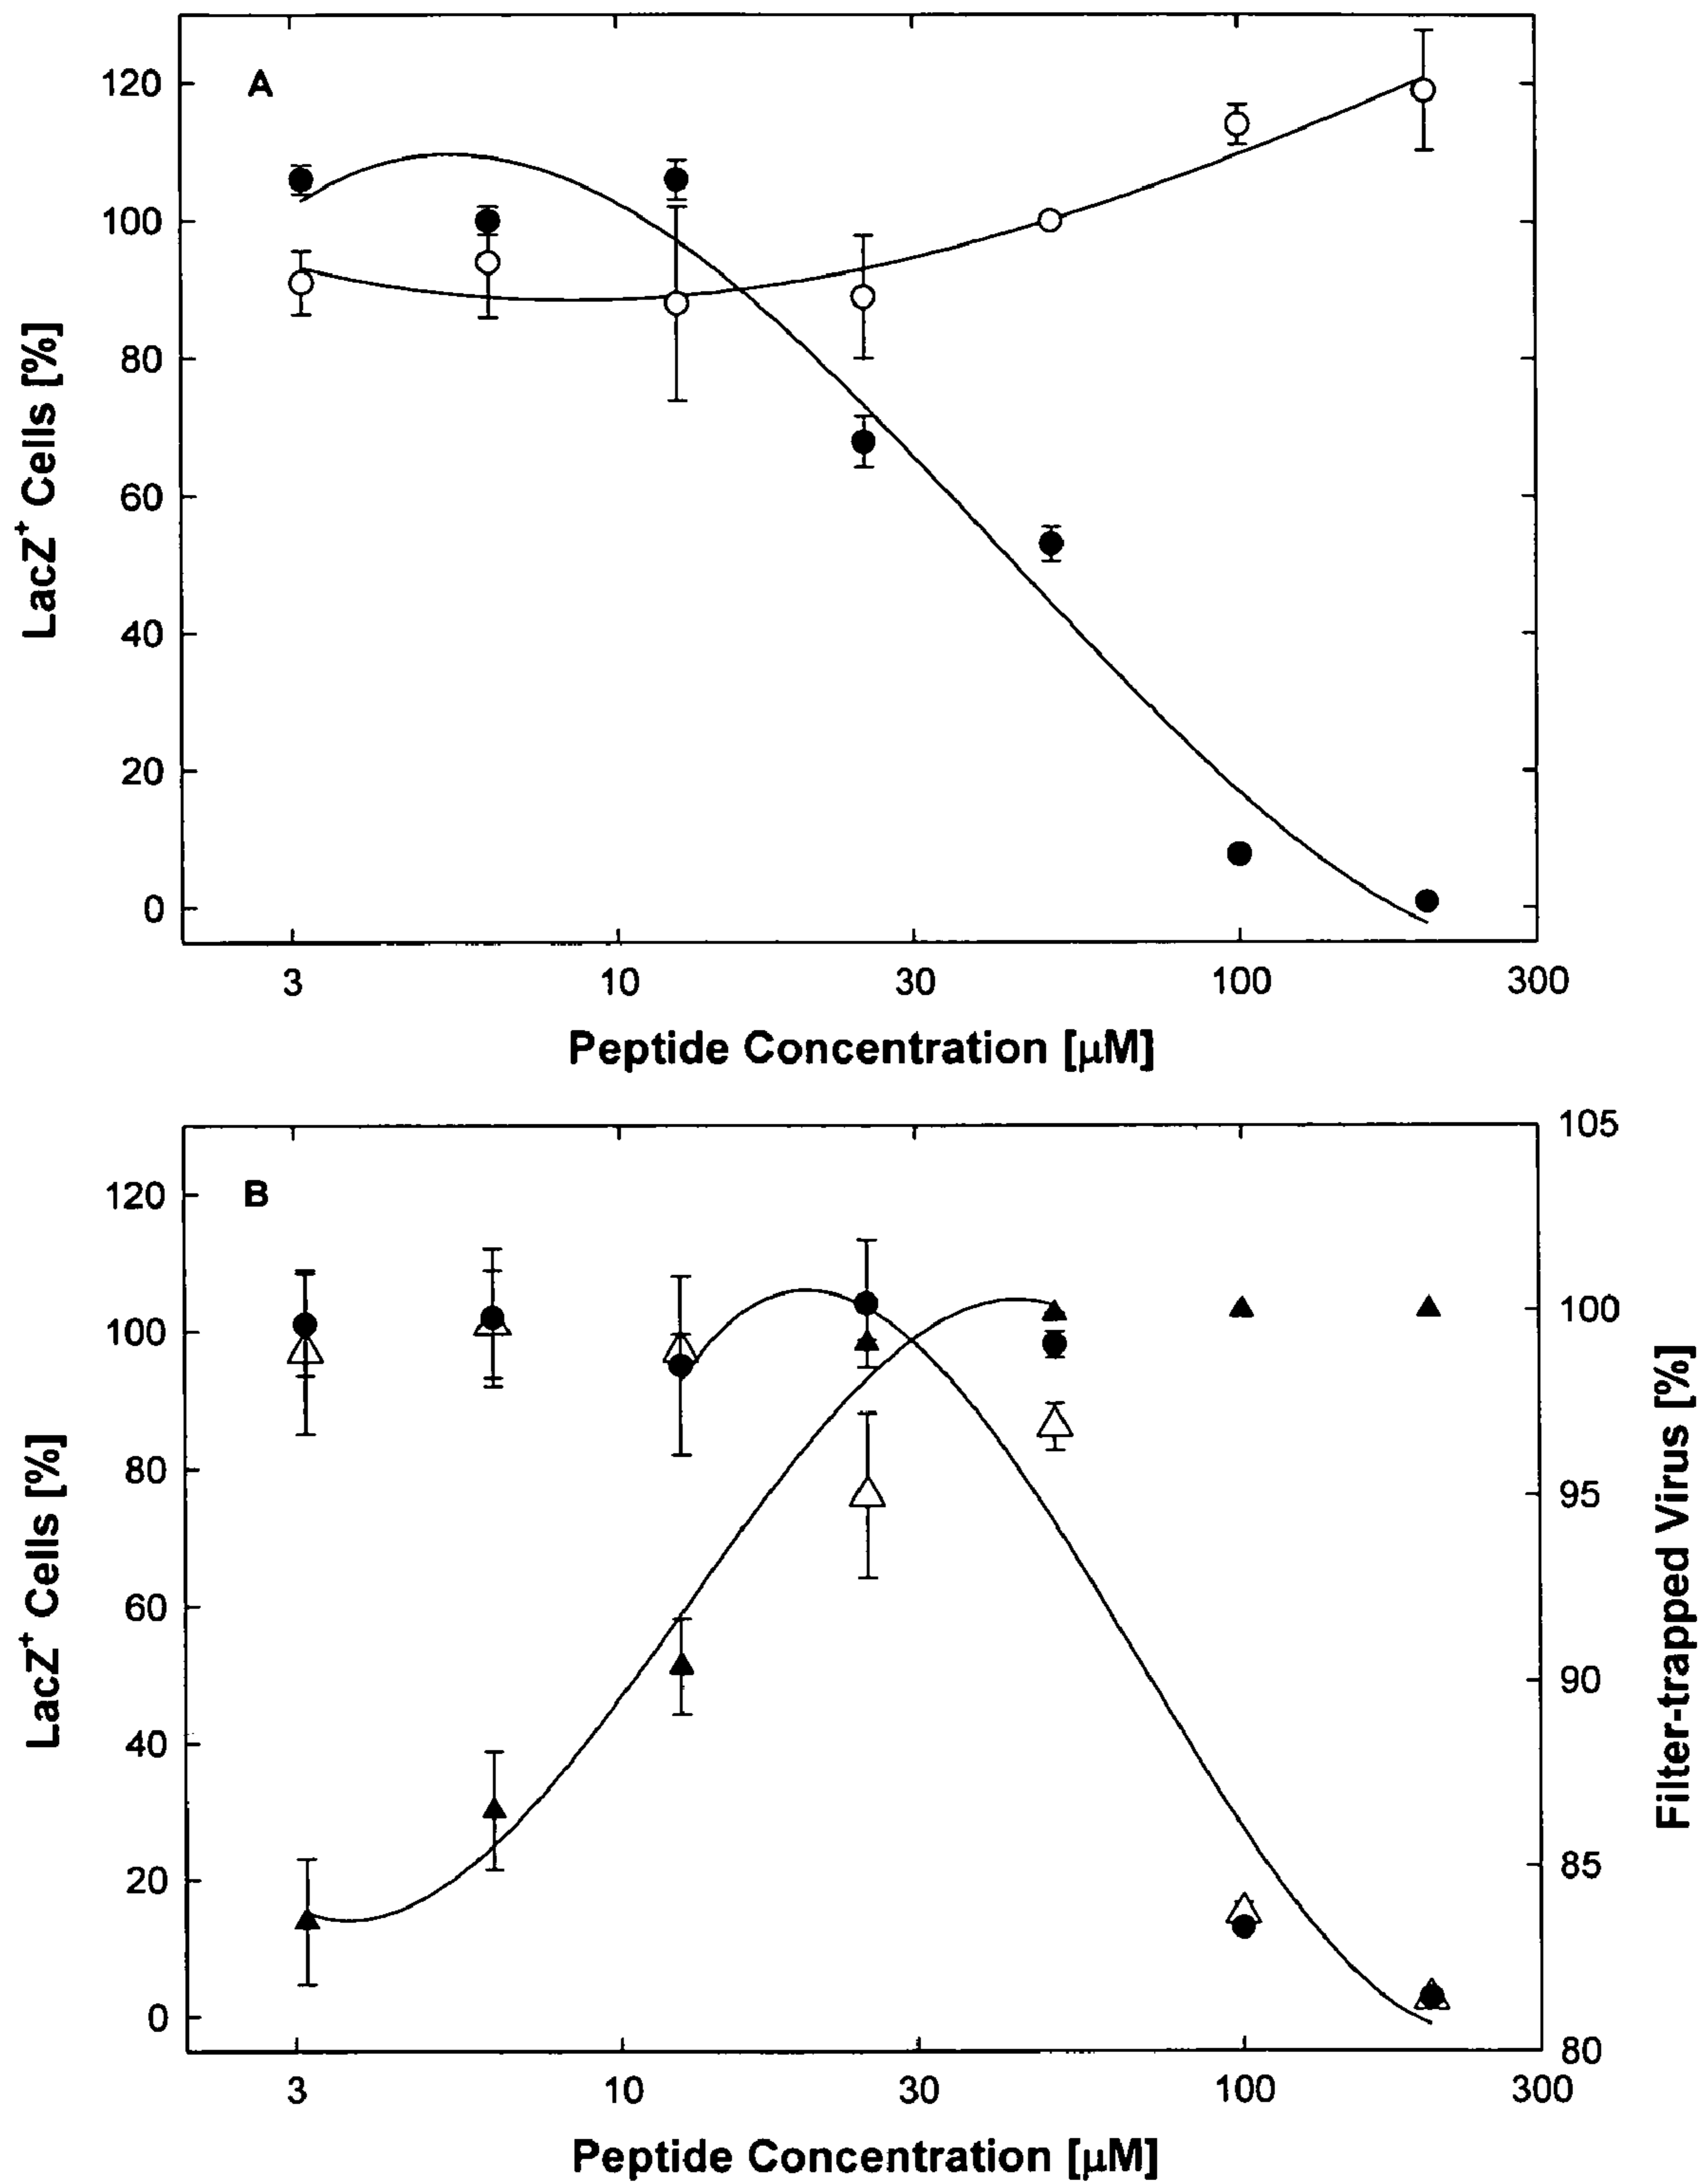 A
120
100
80
60
40
20
0
LacZ+ Cells [%]
3 10 30 100 300
Peptide Concentration [μM]
B
120
100
80
60
40
20
0
LacZ+ Cells [%]
105
100
95
90
85
80
Filter-trapped Virus [%]
3 10 30 100 300
Peptide Concentration [μM]